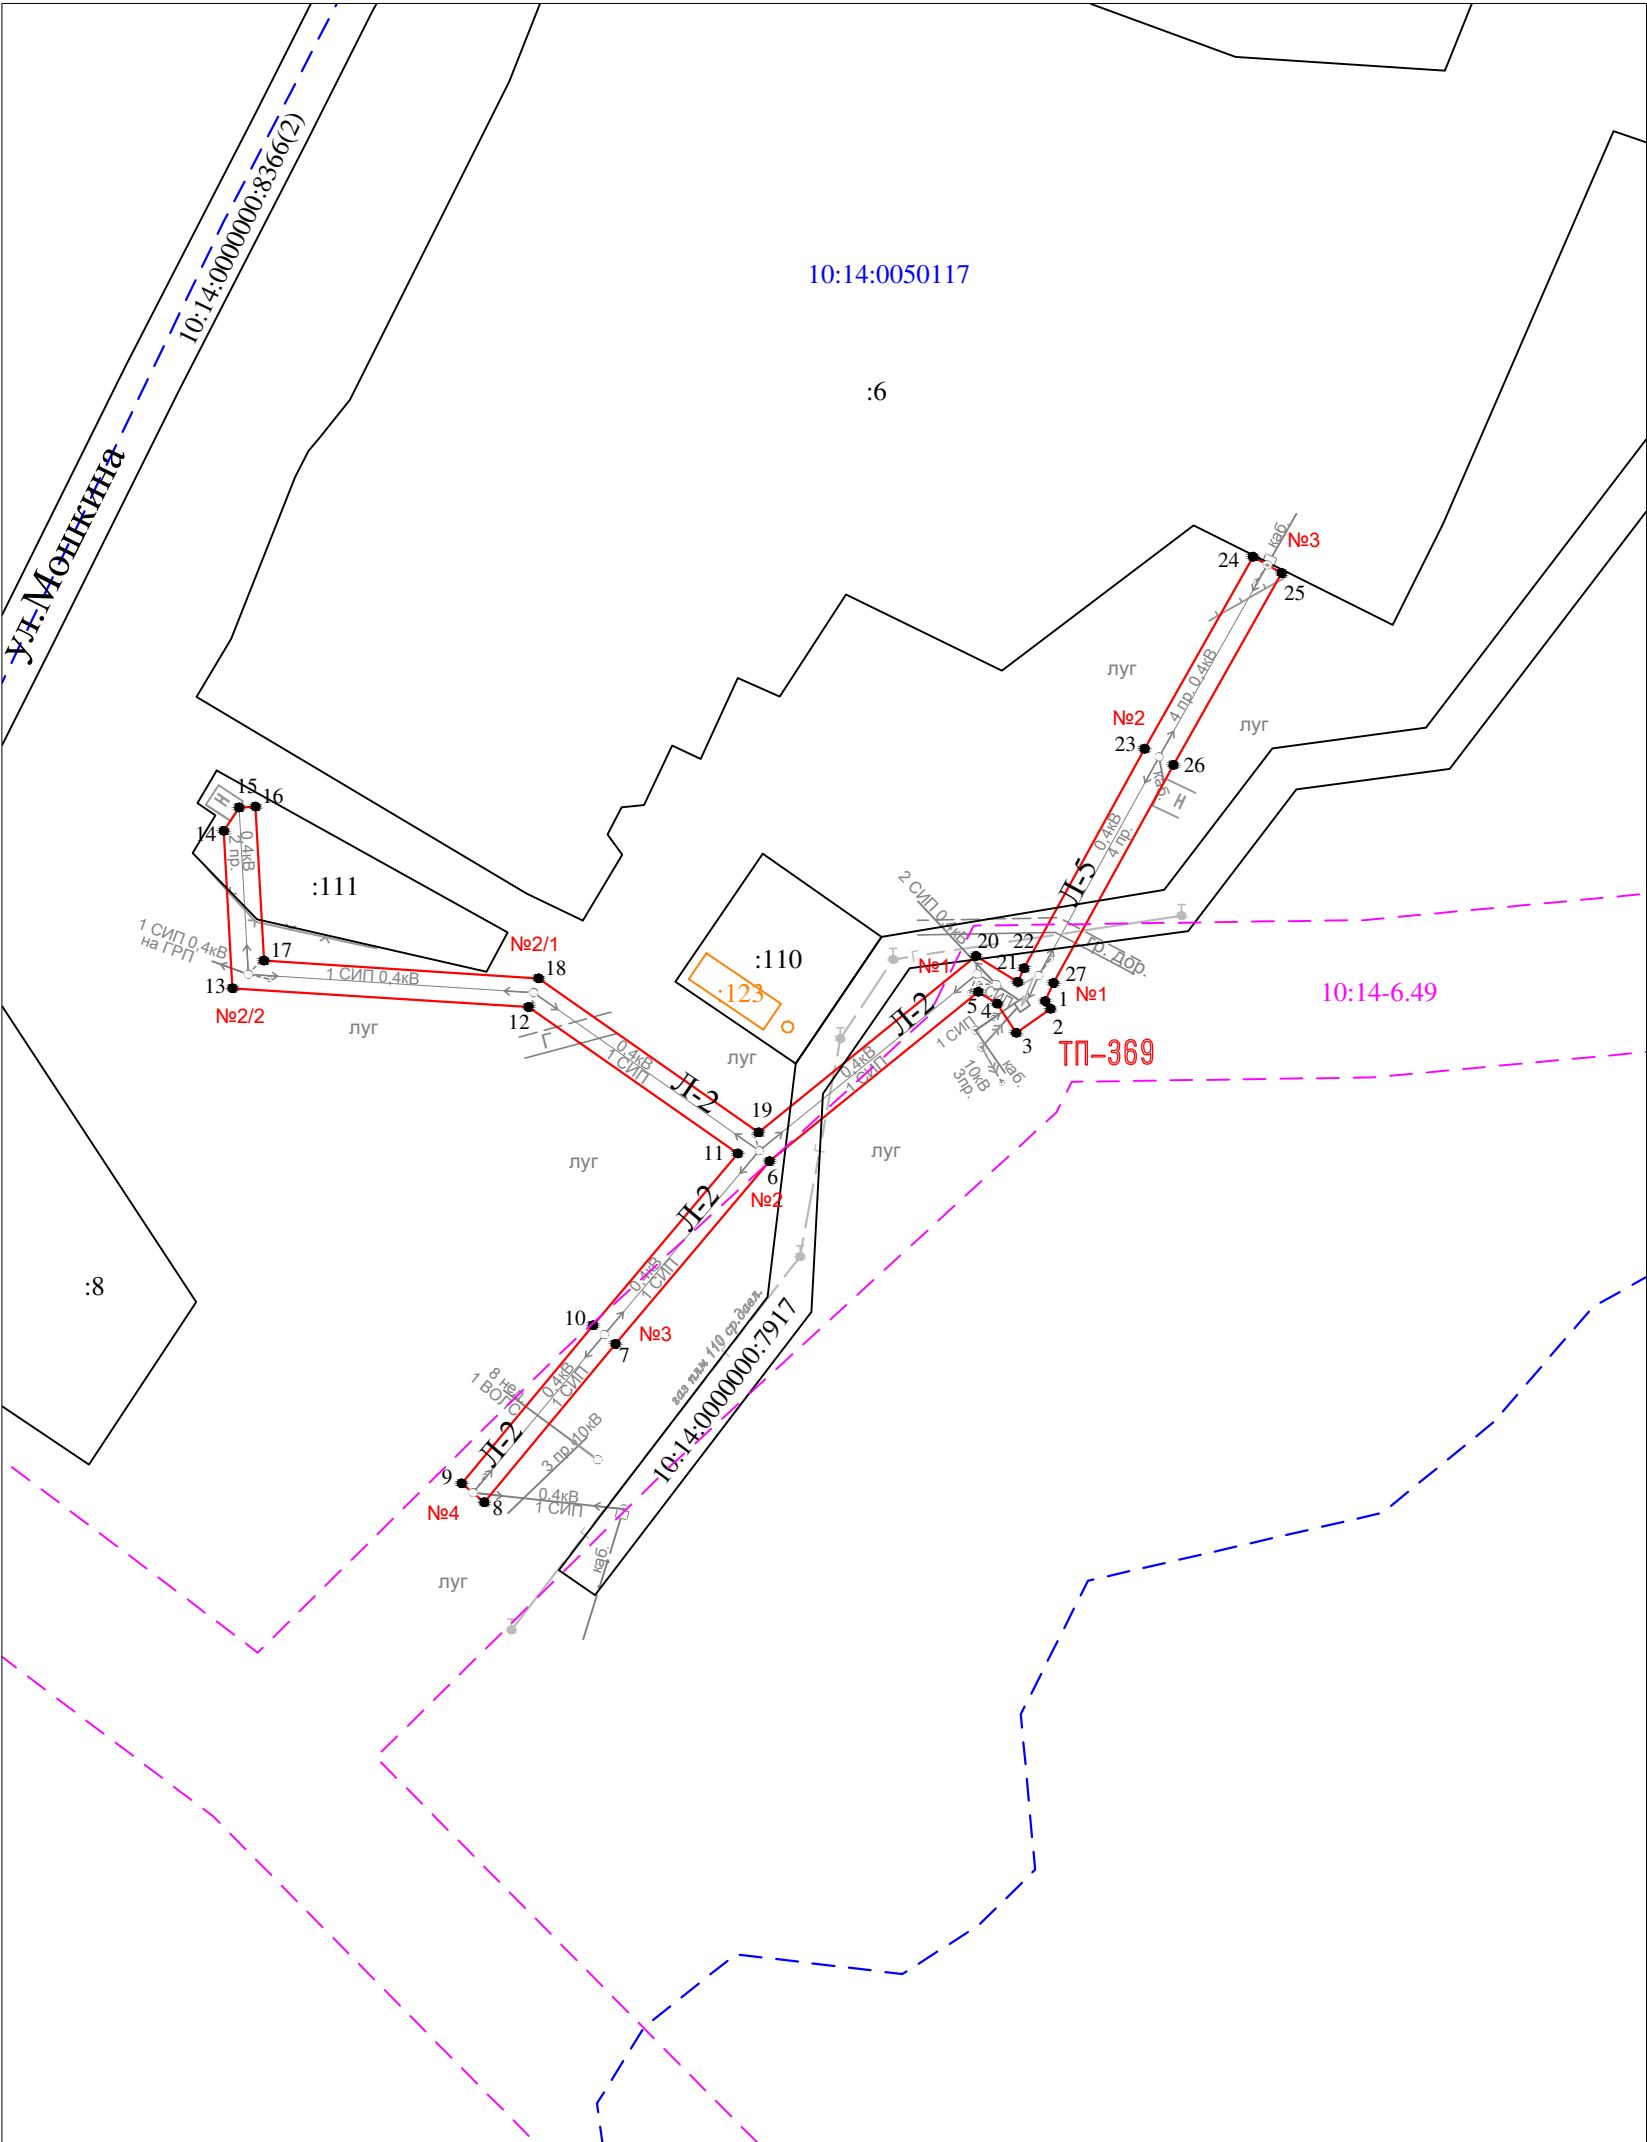 10:14:0000000:8366(2)
ул.Мошкина
10:14:0050117
:6
каб.
№3
24
25
луг
4 пр. 0,4кВ
№2
23
луг
26
каб.
Н
0,4кВ
4 пр.
Л-5
15
16
Н
14
0,4кВ
2 пр.
:111
2 СИП 0,4кВ
1 СИП 0,4кВ
на ГРП
17
№2/1
18
1 СИП 0,4кВ
13
№2/2
12
луг
:110
:123
20
22
№1
21
гр. дор.
27
№1
5
4
1
2
3
1 СИП
ТП-369
10кВ
3пр.
каб.
10:14-6.49
Л-2
0,4кВ
1 СИП
луг
0,4кВ
1 СИП
Л-2
19
11
6
№2
луг
луг
Л-2
0,4кВ
1 СИП
:8
10
7
№3
газ плм 110 ср.давл.
10:14:0000000:7917
8 нед.
1 ВОЛС
0,4кВ
1 СИП
Л-2
3 пр. 10кВ
9
8
№4
0,4кВ
1 СИП
каб.
луг